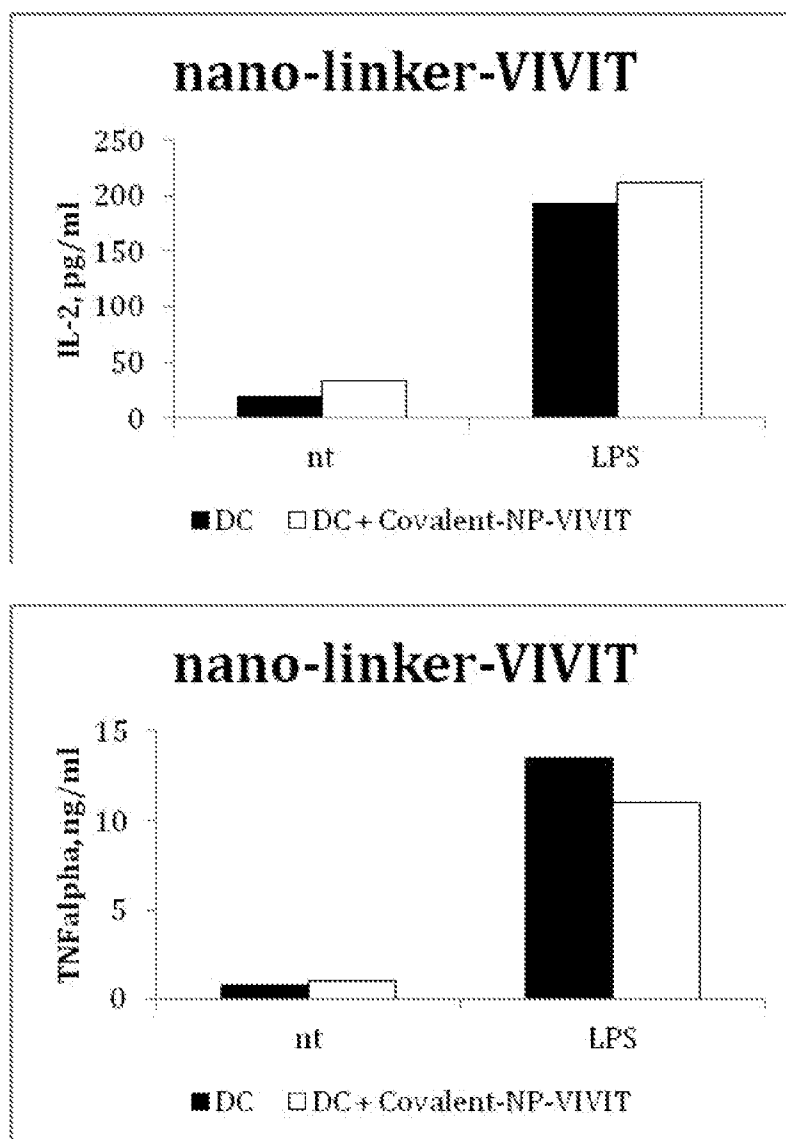 nano-linker-VIVIT
250
200
150
100
50
0
IL-2, pg/ml
nt LPS
DC DC + Covalent-NP-VIVIT
nano-linker-VIVIT
15
10
5
0
TNFalpha,ng/ml
nt LPS
DC DC + Covalent-NP-VIVIT